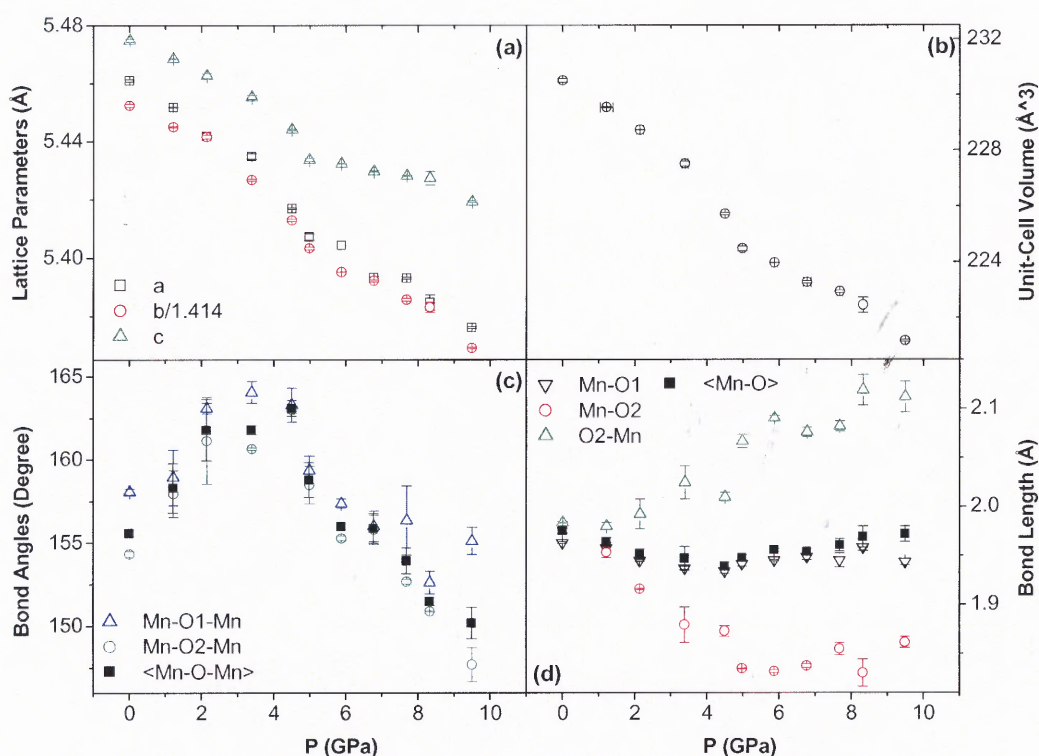 5.48
5.44
5.40
Lattice Parameters (Å)
(a)
a
b/1.414
c
(b)
232
228
224
Unit-Cell Volume (Å^3)
165
160
155
150
Bond Angles (Degree)
(c)
Mn-O1-Mn
Mn-O2-Mn
<Mn-O-Mn>
0 2 4 6 8 10
P (GPa)
Mn-O1 <Mn-O>
Mn-O2
O2-Mn
2.1
2.0
1.9
Bond Length (Å)
(d)
0 2 4 6 8 10
P (GPa)